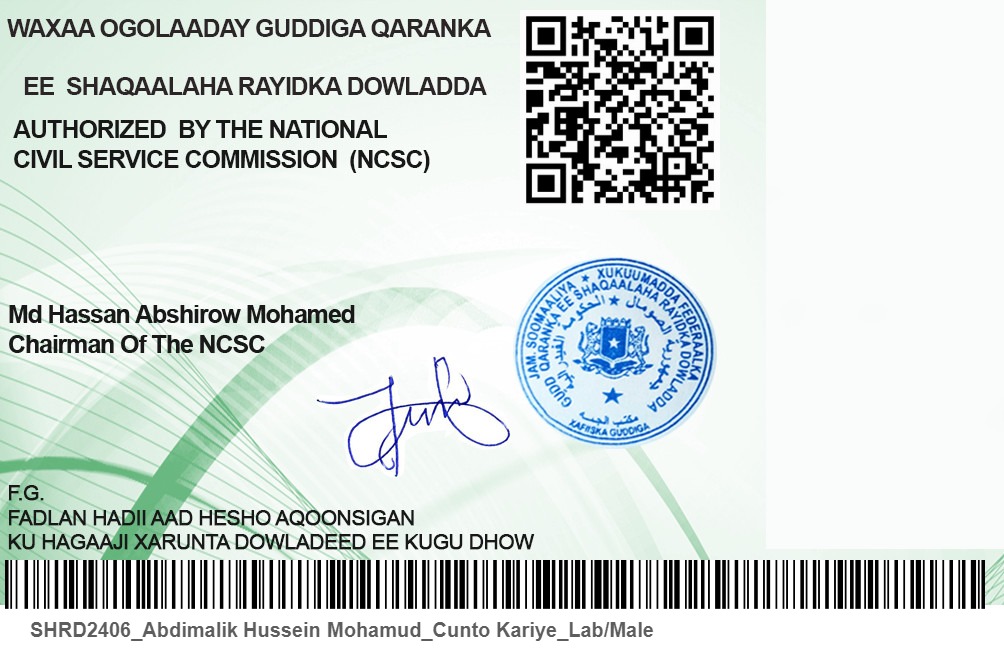 WAXAA OGOLAADAY GUDDIGA QARANKA
EE SHAQAALAHA RAYIDKA DOWLADDA
AUTHORIZED BY THE NATIONAL
CIVIL SERVICE COMMISSION (NCSC)
JAM. SOOMAALIYA ★ XUKUUMADDA FEDERAALKA
GUDD QARANKA EE SHAQAALAHA RAYIDKA DOWLADDA
XAFIISKA GUDDIGA
Md Hassan Abshirow Mohamed
Chairman Of The NCSC
F.G.
FADLAN HADII AAD HESHO AQOONSIGAN
KU HAGAAJI XARUNTA DOWLADEED EE KUGU DHOW
SHRD2406_Abdimalik Hussein Mohamud_Cunto Kariye_Lab/Male